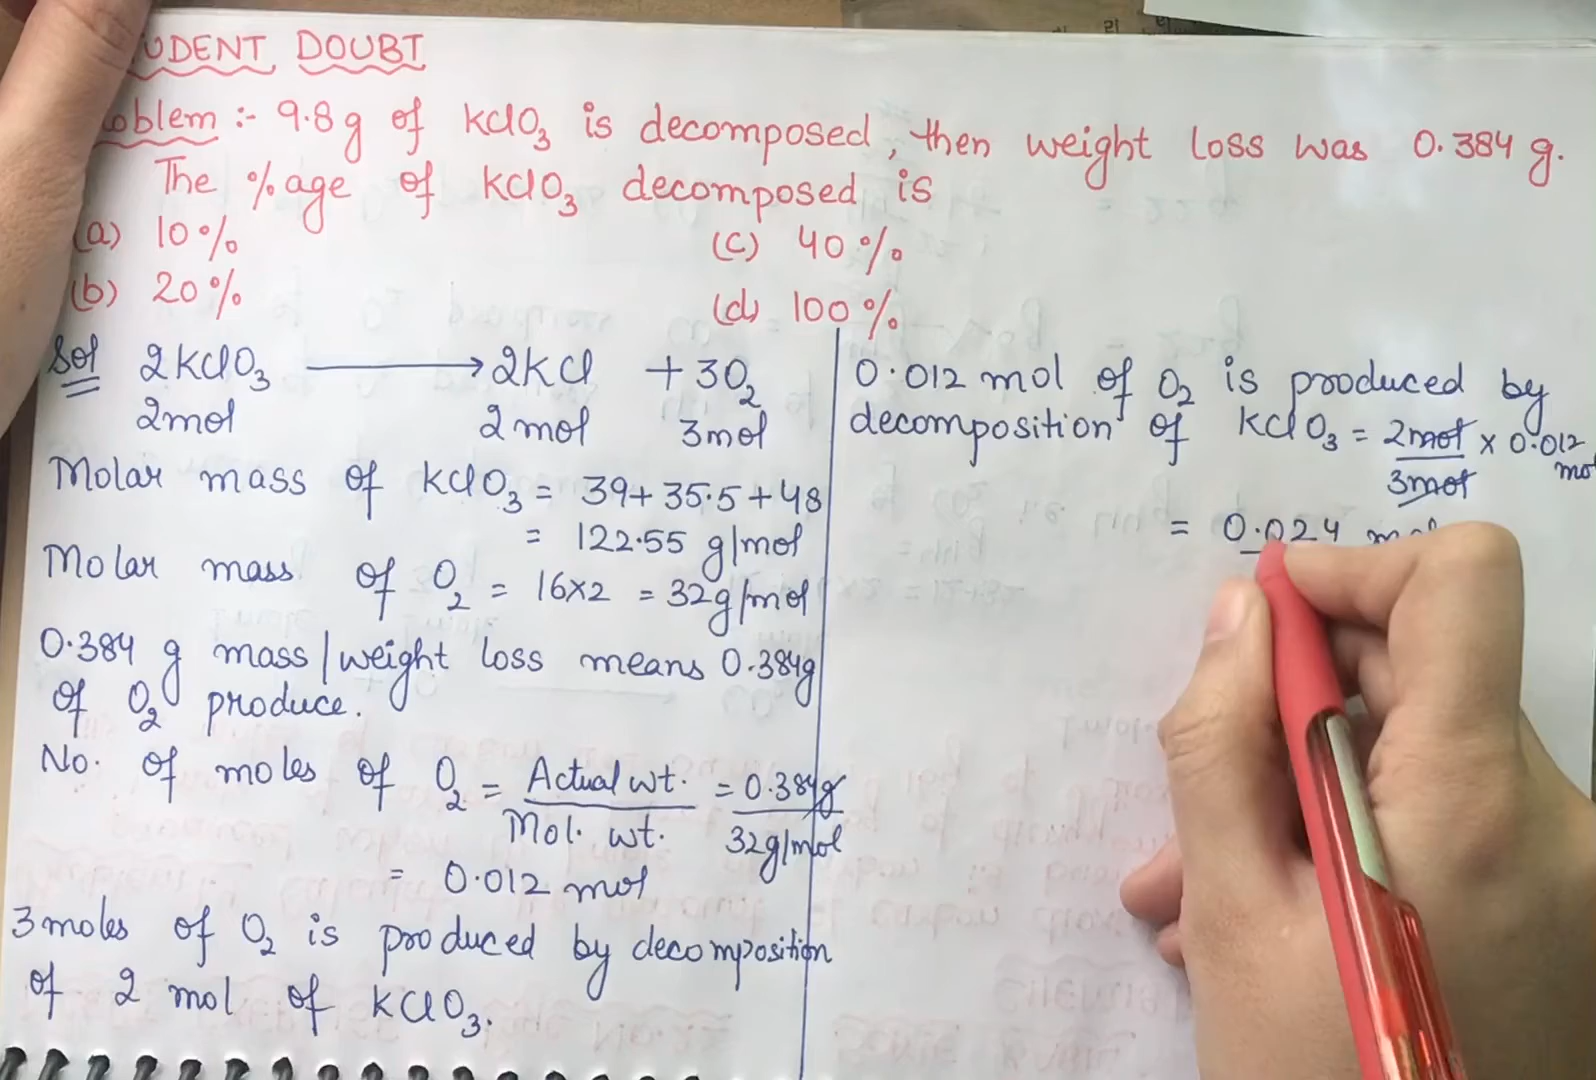 UDENT DOUBT
oblem :- 9.8g of KClO3 is decomposed, then weight loss was 0.384 g.
The %age of KClO3 decomposed is
(a) 10%
(b) 20%
(c) 40%
(d) 100%
Sol 2KClO3 → 2KCl + 3O2
2mol 2mol 3mol
Molar mass of KClO3 = 39+35.5+48
= 122.55 g/mol
Molar mass of O2 = 16×2 = 32g/mol
0.384 g mass/weight loss means 0.384g
of O2 produce.
No. of moles of O2 = Actual wt. = 0.384g
Mol. wt. 32g/mol
= 0.012 mol
3 moles of O2 is produced by decomposition
of 2 mol of KClO3.
0.012 mol of O2 is produced by
decomposition of KClO3 = 2mol × 0.012
3mol mol
= 0.024